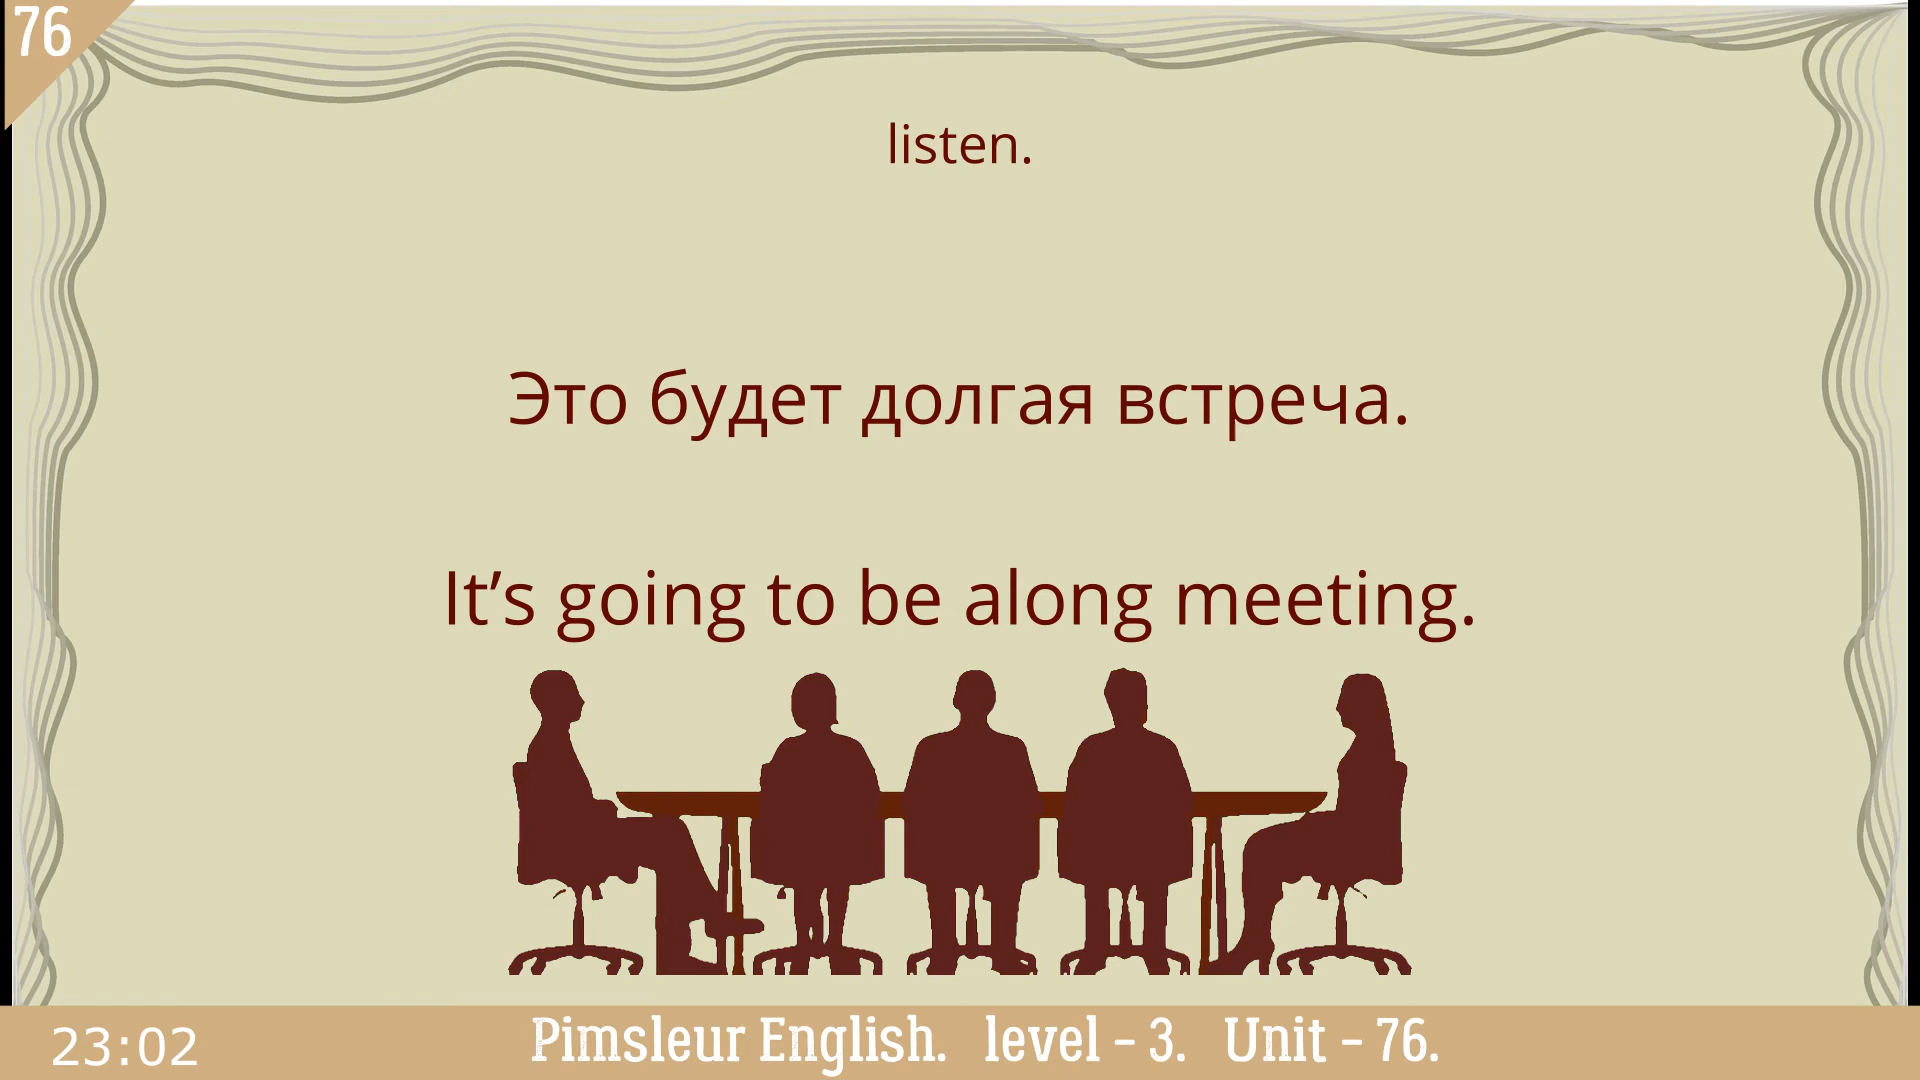 76
listen.
Это будет долгая встреча.
It’s going to be along meeting.
23:02
Pimsleur English. level - 3. Unit - 76.